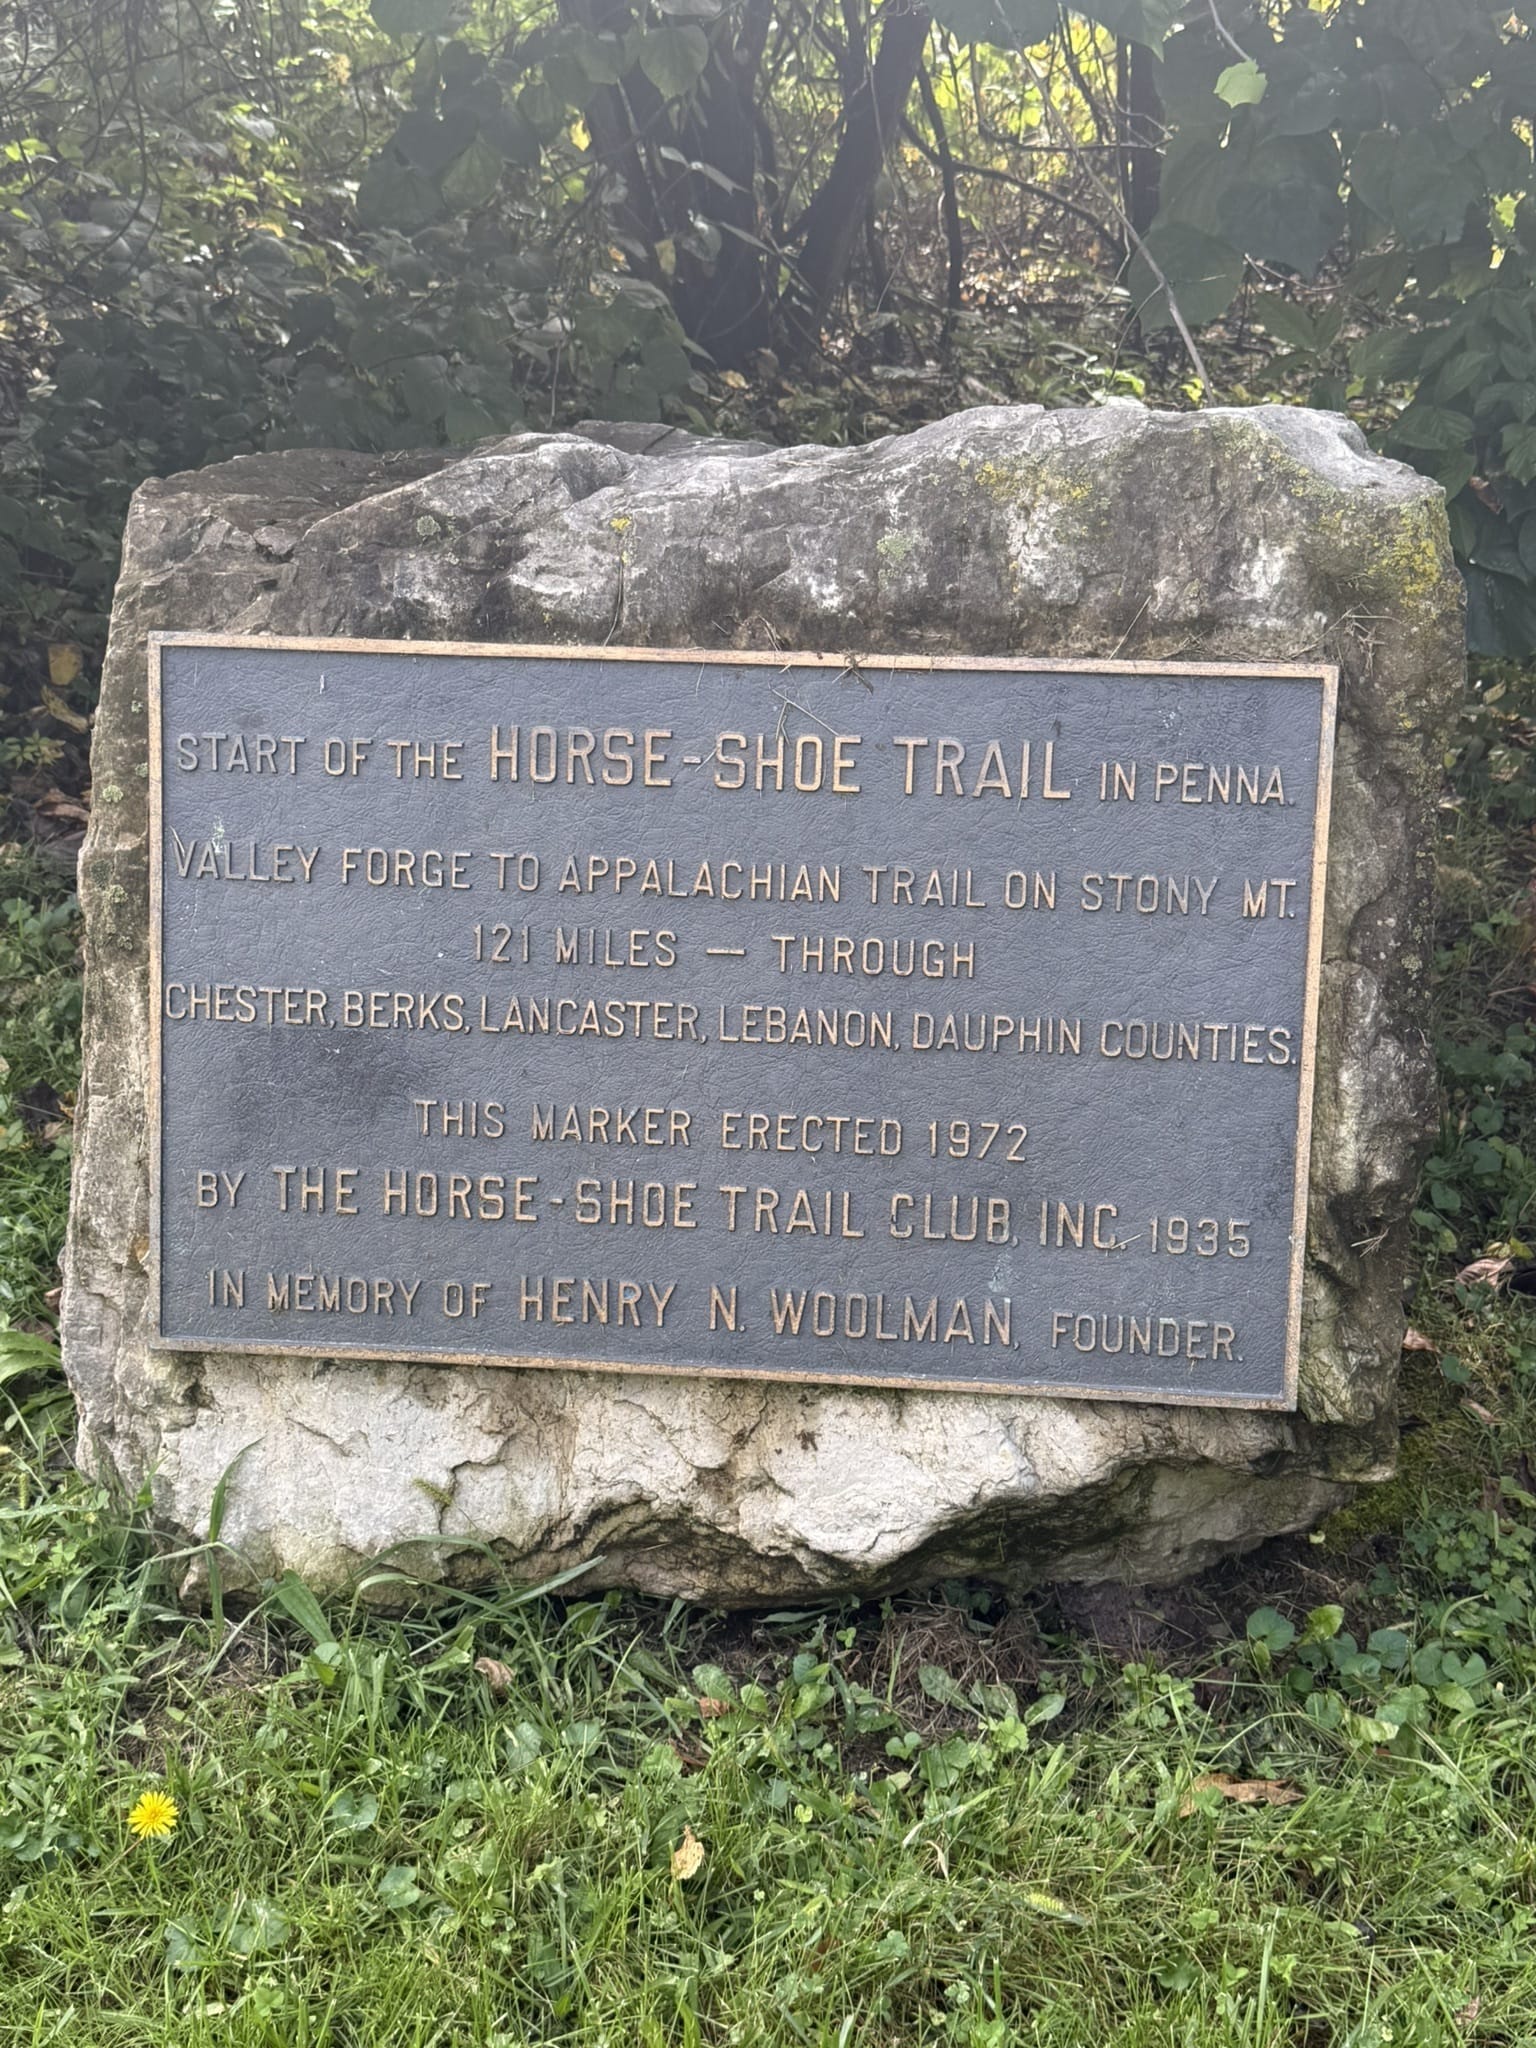 START OF THE HORSE-SHOE TRAIL IN PENNA.
VALLEY FORGE TO APPALACHIAN TRAIL ON STONY MT.
121 MILES — THROUGH
CHESTER, BERKS, LANCASTER, LEBANON, DAUPHIN COUNTIES.
THIS MARKER ERECTED 1972
BY THE HORSE-SHOE TRAIL CLUB, INC. 1935
IN MEMORY OF HENRY N. WOOLMAN, FOUNDER.